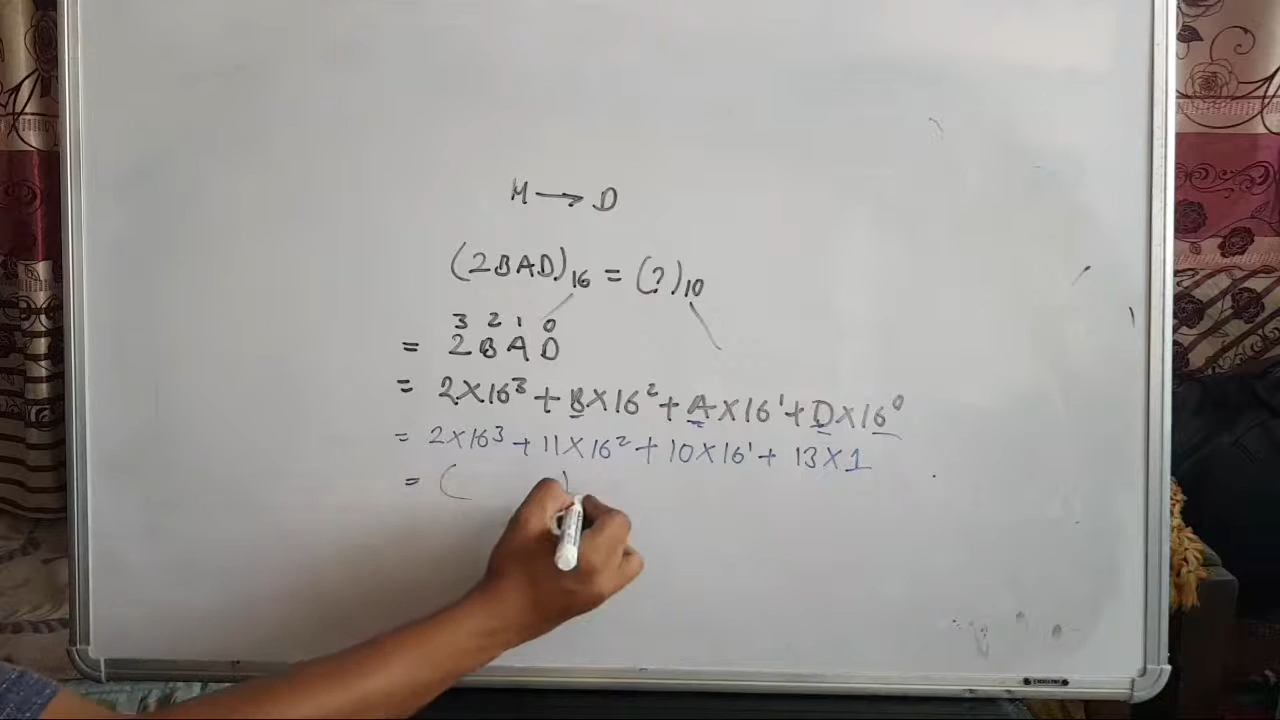 H → D
(2BAD)₁₆ = (?)₁₀
3 2 1 0
= 2 B A D
= 2×16³ + B×16² + A×16¹ + D×16⁰
= 2×16³ + 11×16² + 10×16¹ + 13×1
= ( )